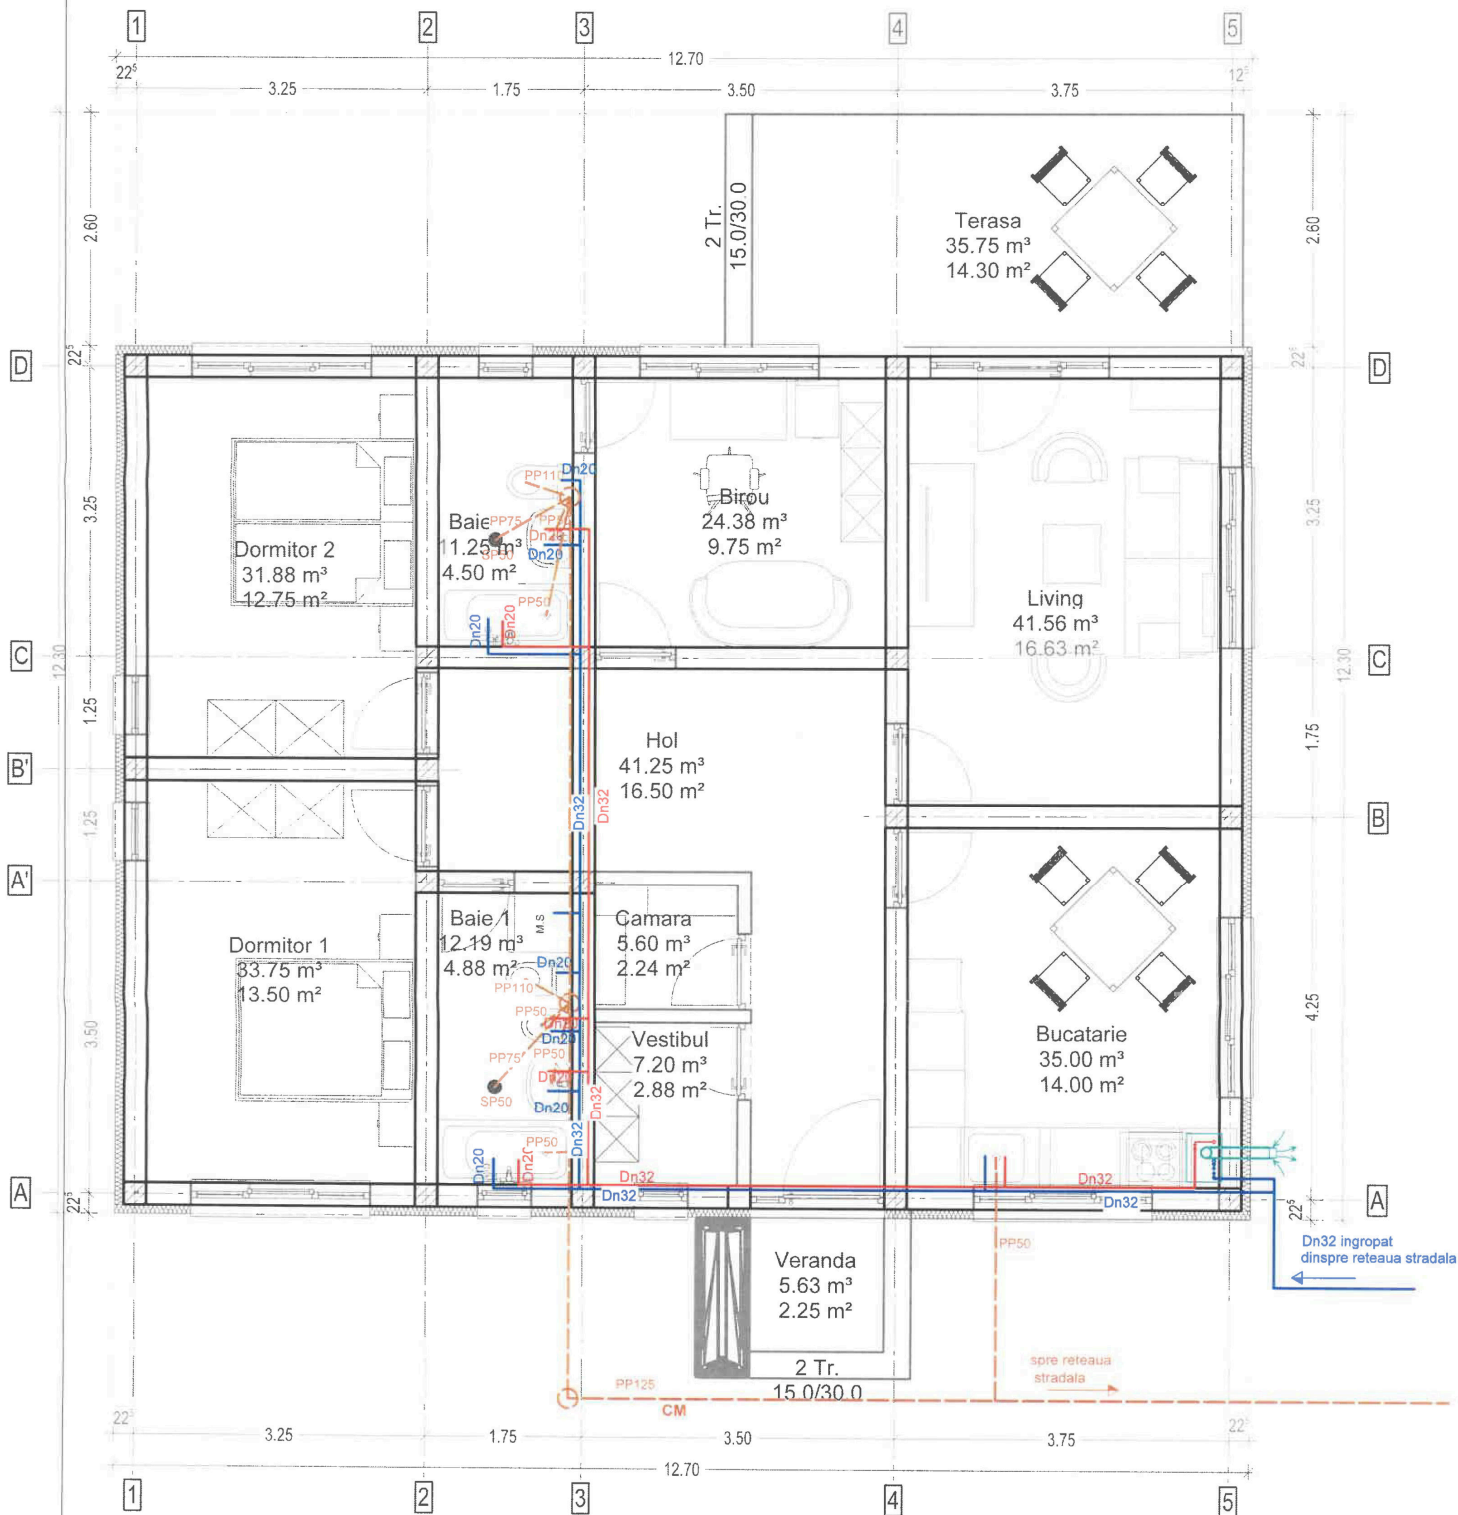 1
2
3
4
5
12.70
22⁵
3.25
1.75
3.50
3.75
12⁵
2.60
2 Tr.
15.0/30.0
Terasa
35.75 m³
14.30 m²
2.60
D
22⁵
22⁵
D
3.25
Dormitor 2
31.88 m³
12.75 m²
Baie
11.25 m³
4.50 m²
PP110
Dn20
PP75
PP50
Dn20
Dn20
SP50
PP50
Dn20
Dn20
Birou
24.38 m³
9.75 m²
Living
41.56 m³
16.63 m²
3.25
C
C
12.30
12.30
1.25
1.75
B'
Hol
41.25 m³
16.50 m²
Dn32
Dn32
B
1.25
A'
Dormitor 1
33.75 m³
13.50 m²
Baie 1
12.19 m³
4.88 m²
M.S
Dn20
PP110
PP50
Dn20
Dn20
PP75
PP50
Dn20
SP50
Dn20
PP50
Dn20
Dn20
Dn32
Dn32
Camara
5.60 m³
2.24 m²
Vestibul
7.20 m³
2.88 m²
Bucatarie
35.00 m³
14.00 m²
3.50
4.25
A
22⁵
22⁵
A
Dn32
Dn32
Dn32
Dn32
Dn32 ingropat
dinspre reteaua stradala
PP50
Veranda
5.63 m³
2.25 m²
2 Tr.
15.0/30.0
spre reteaua
stradala
PP125
CM
22⁵
3.25
1.75
3.50
3.75
22⁵
12.70
1
2
3
4
5